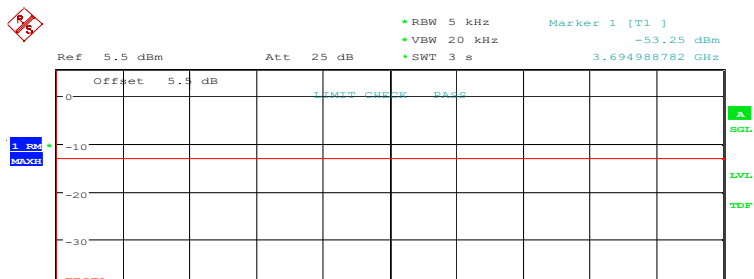 R S
* RBW 5 kHz Marker 1 [T1 ]
* VBW 20 kHz -53.25 dBm
Ref 5.5 dBm Att 25 dB * SWT 3 s 3.694988782 GHz
Offset 5.5 dB
LIMIT CHECK PASS
0
A
SGL
1 RM *
-10
MAXH
LVL
-20
TDF
-30